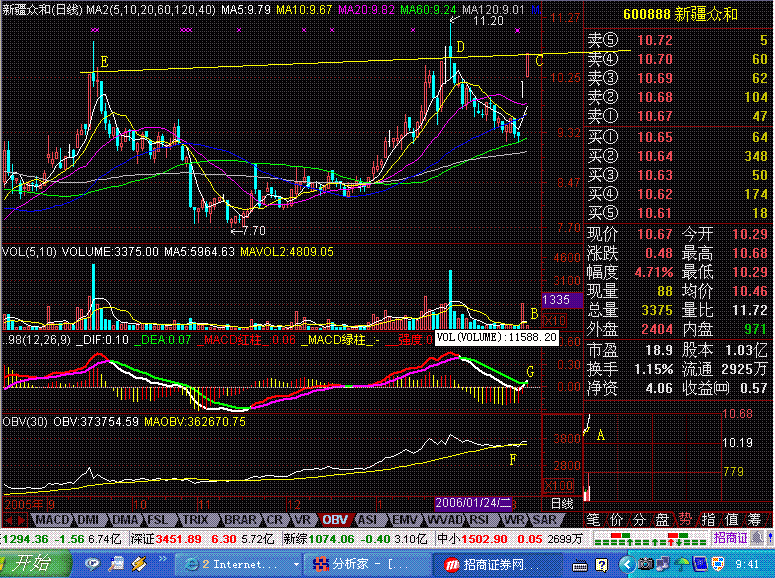 新疆众和(日线) MA2(5,10,20,60,120,40) MA5:9.79 MA10:9.67 MA20:9.82 MA60:9.24 MA120:9.01
11.20
11.27
10.25
9.32
8.47
7.70
E
D
C
←7.70
VOL(5,10) VOLUME:3375.00 MA5:5964.63 MAVOL2:4809.05
4600
3100
1335
X10
B
.98(12,26,9) _DIF:0.10 _DEA:0.07 _MACD红柱_:0.06 _MACD绿柱_- _强度
VOL(VOLUME):11588.20
0.30
0.00
G
OBV(30) OBV:373754.59 MAOBV:362670.75
3800
2800
X100
F
2005年9 10 11 12 1 2006/01/24/二 日线
MACD DMI DMA FSL TRIX BRAR CR VR OBV ASI EMV WVAD RSI WR SAR
600888 新疆众和
卖⑤ 10.72 5
卖④ 10.70 60
卖③ 10.69 62
卖② 10.68 104
卖① 10.67 47
买① 10.65 64
买② 10.64 348
买③ 10.63 50
买④ 10.62 174
买⑤ 10.61 18
现价 10.67 今开 10.29
涨跌 0.48 最高 10.68
幅度 4.71% 最低 10.29
现量 88 均价 10.46
总量 3375 量比 11.72
外盘 2404 内盘 971
市盈 18.9 股本 1.03亿
换手 1.15% 流通 2925万
净资 4.06 收益㈣ 0.57
10.68
A
10.19
779
笔 价 分 盘 势 指 值 筹
1294.36 -1.56 6.74亿 深证3451.89 6.30 5.72亿 新综1074.06 -0.40 3.10亿 中小1502.90 0.05 2699万 招商证
开始 2 Internet... 分析家 - [... 招商证券网... 9:41